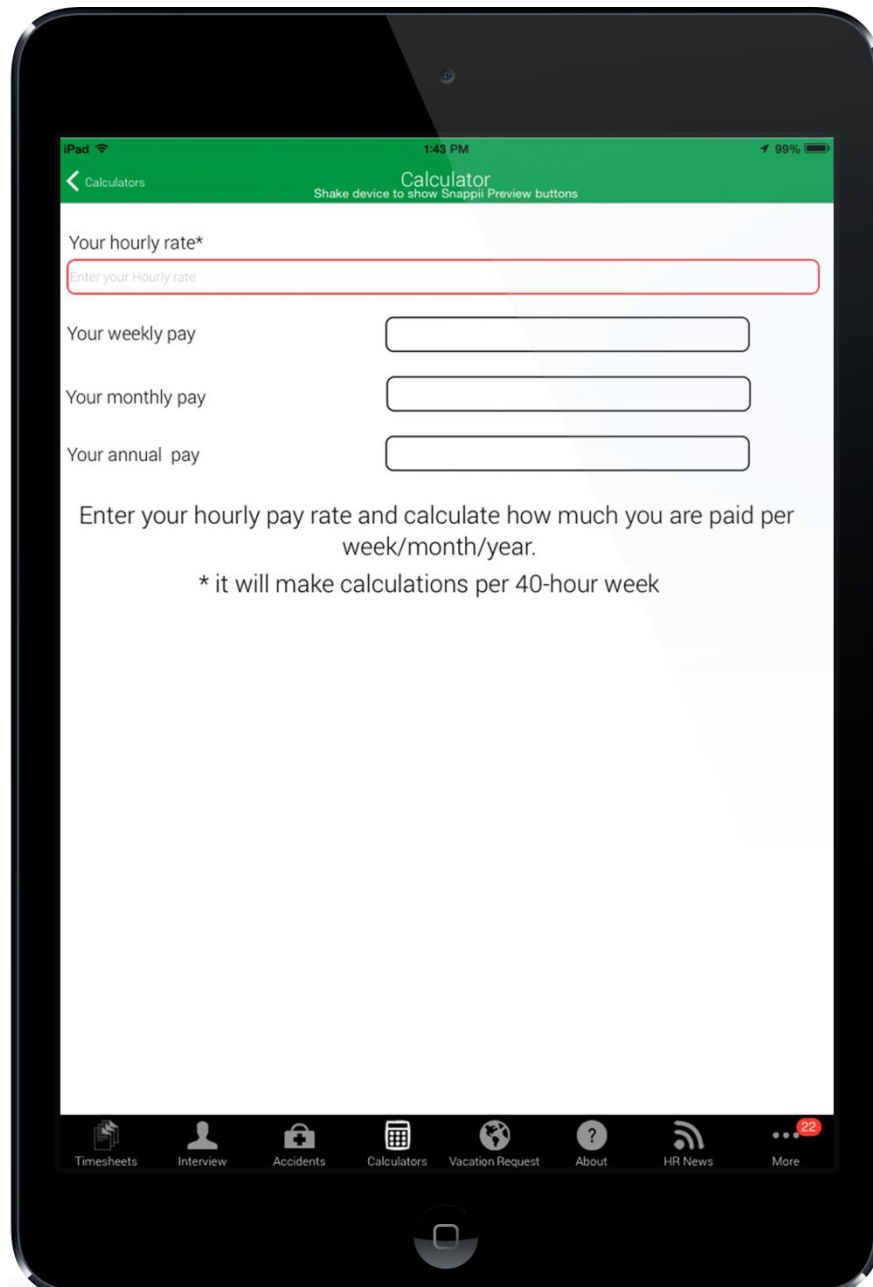 iPad 1:43 PM 99%
Calculators Calculator
Shake device to show Snappii Preview buttons
Your hourly rate*
Enter your Hourly rate
Your weekly pay
Your monthly pay
Your annual pay
Enter your hourly pay rate and calculate how much you are paid per
week/month/year.
* it will make calculations per 40-hour week
22
Timesheets Interview Accidents Calculators Vacation Request About HR News More